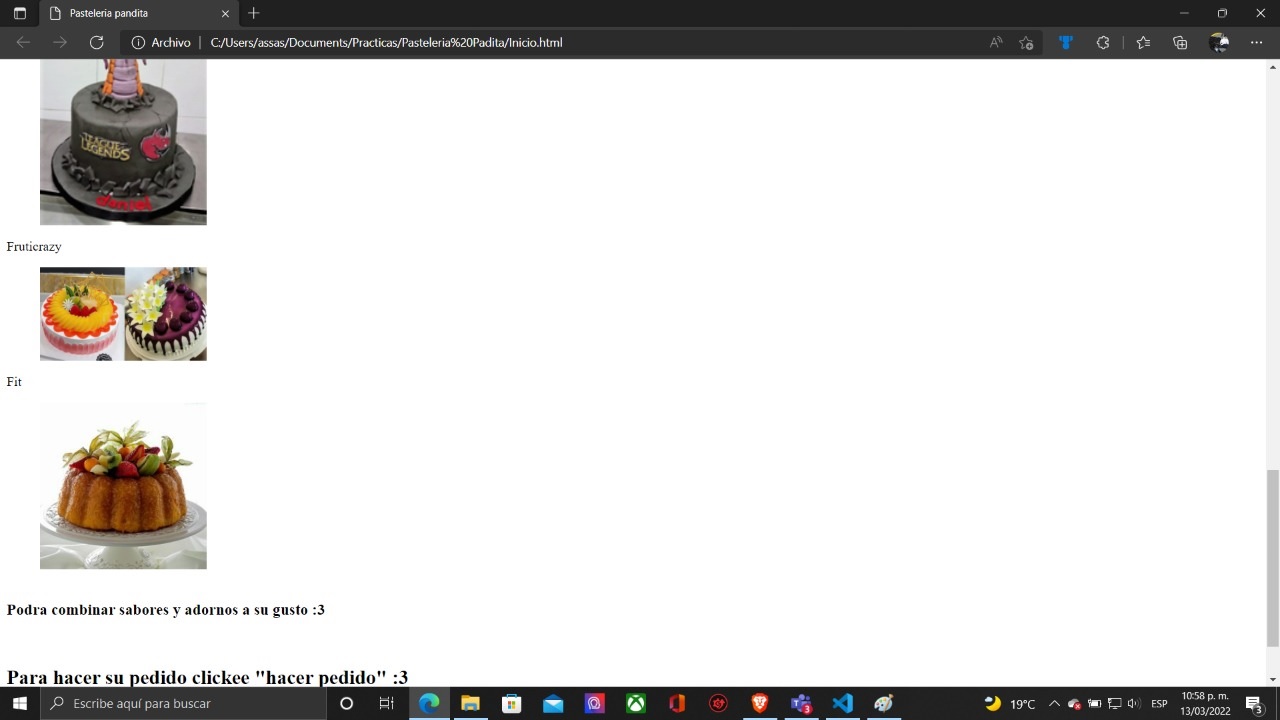 Pasteleria pandita
Archivo
C:/Users/assas/Documents/Practicas/Pasteleria%20Padita/Inicio.html
LEAGUE
LEGENDS
Fruticrazy
Fit
Podra combinar sabores y adornos a su gusto :3
Para hacer su pedido clickee "hacer pedido" :3
Escribe aquí para buscar
3
19°C
ESP
10:58 p. m.
13/03/2022
3